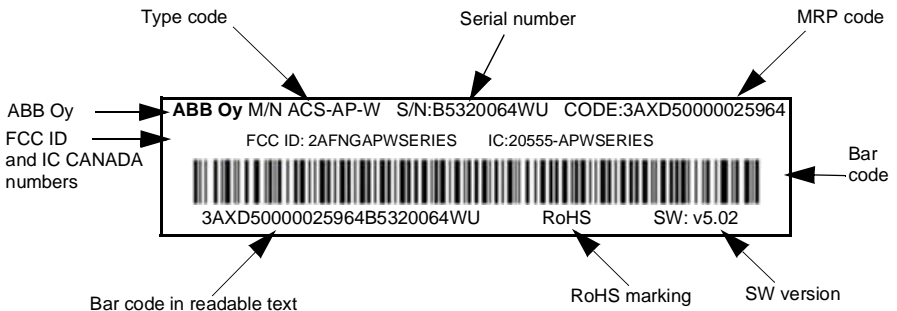 Type code
Serial number
MRP code
ABB Oy
ABB Oy M/N ACS-AP-W S/N:B5320064WU CODE:3AXD50000025964
FCC ID
and IC CANADA
numbers
FCC ID: 2AFNGAPWSERIES IC:20555-APWSERIES
Bar
code
3AXD50000025964B5320064WU RoHS SW: v5.02
Bar code in readable text
RoHS marking
SW version